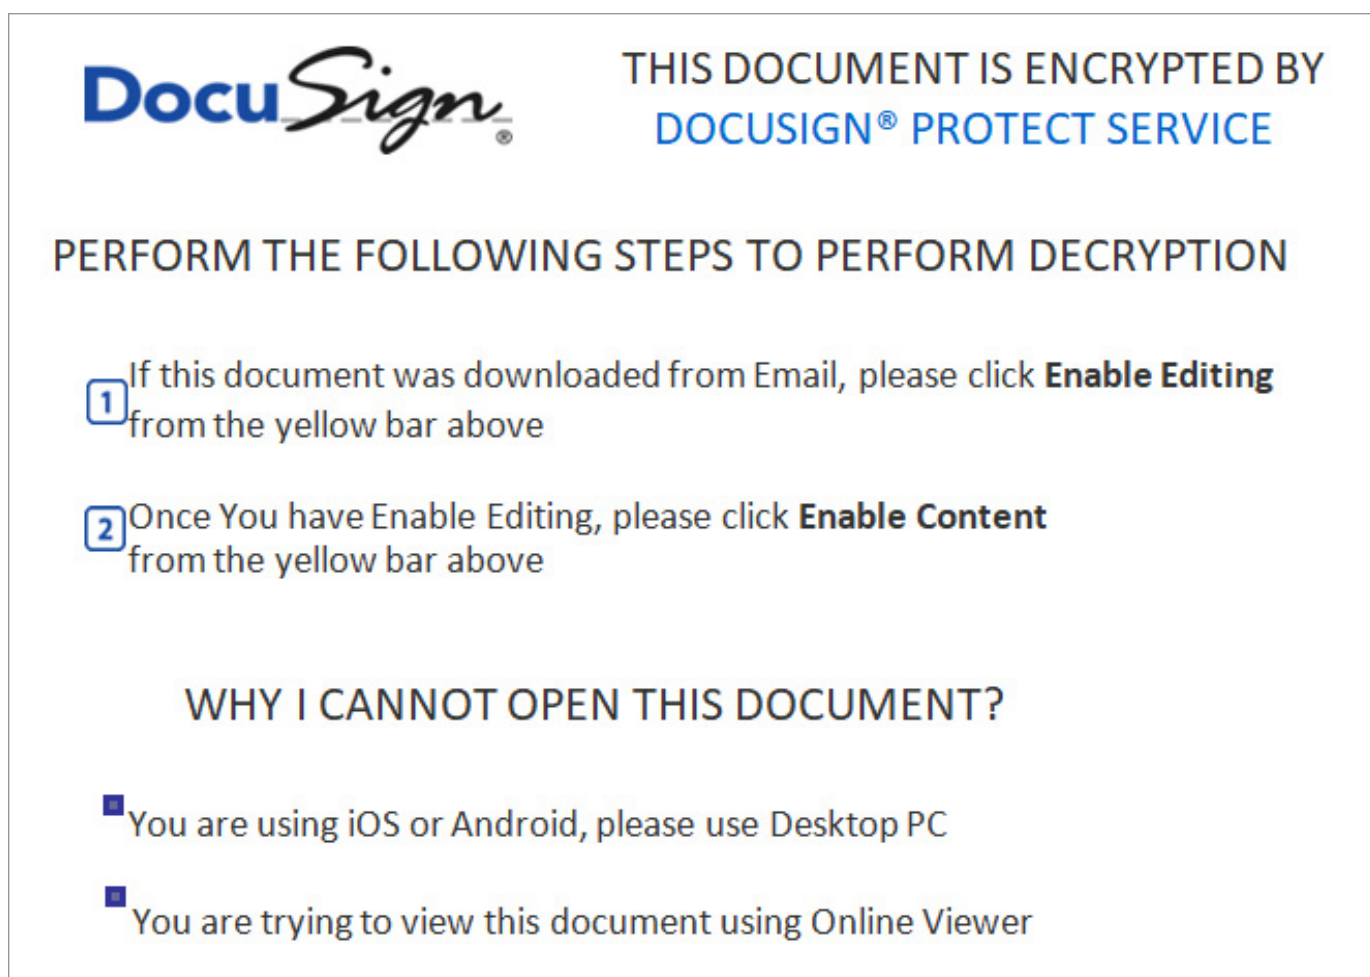 DocuSign®
THIS DOCUMENT IS ENCRYPTED BY
DOCUSIGN® PROTECT SERVICE
PERFORM THE FOLLOWING STEPS TO PERFORM DECRYPTION
1 If this document was downloaded from Email, please click Enable Editing
from the yellow bar above
2 Once You have Enable Editing, please click Enable Content
from the yellow bar above
WHY I CANNOT OPEN THIS DOCUMENT?
You are using iOS or Android, please use Desktop PC
You are trying to view this document using Online Viewer